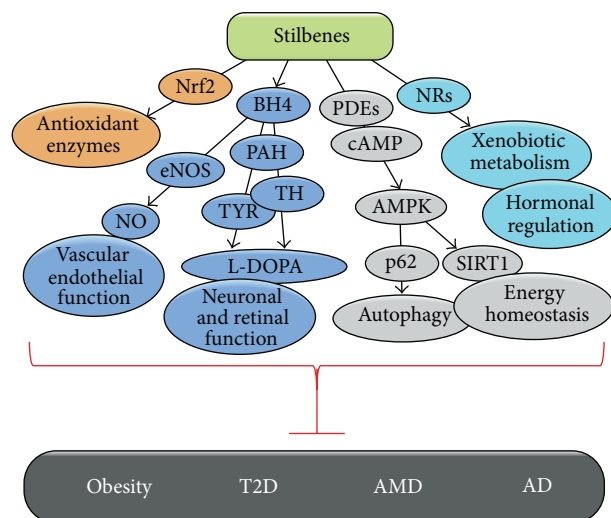 Stilbenes
Nrf2
Antioxidant
enzymes
BH4
eNOS
PAH
TYR
TH
NO
Vascular
endothelial
function
L-DOPA
Neuronal
and retinal
function
PDEs
cAMP
AMPK
p62
SIRT1
Autophagy
Energy
homeostasis
NRs
Xenobiotic
metabolism
Hormonal
regulation
Obesity
T2D
AMD
AD